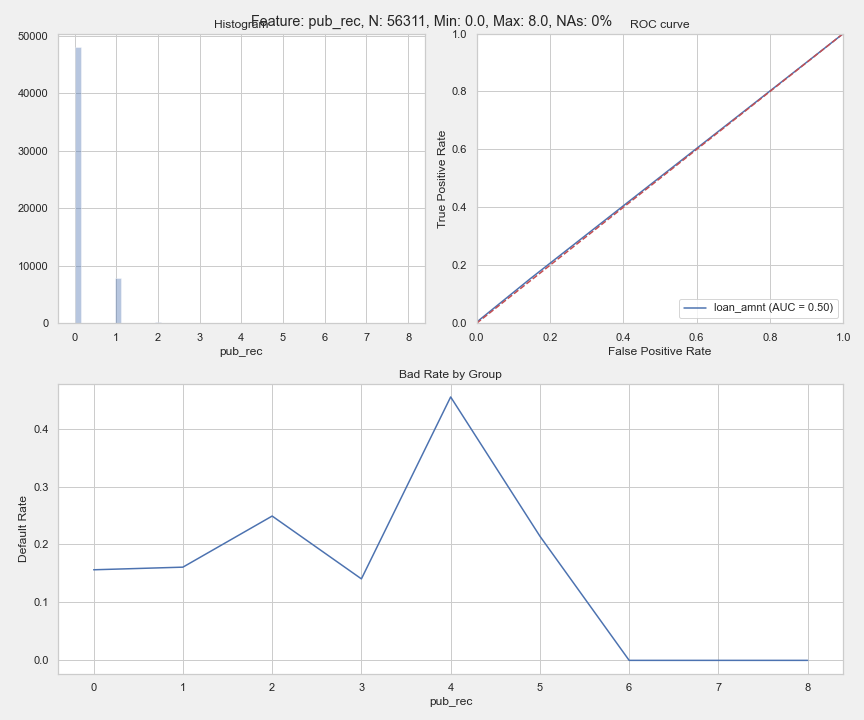 Feature: pub_rec, N: 56311, Min: 0.0, Max: 8.0, NAs: 0%
Histogram
50000
40000
30000
20000
10000
0
0 1 2 3 4 5 6 7 8
pub_rec
ROC curve
True Positive Rate
1.0
0.8
0.6
0.4
0.2
0.0
loan_amnt (AUC = 0.50)
0.0 0.2 0.4 0.6 0.8 1.0
False Positive Rate
Bad Rate by Group
Default Rate
0.4
0.3
0.2
0.1
0.0
0 1 2 3 4 5 6 7 8
pub_rec